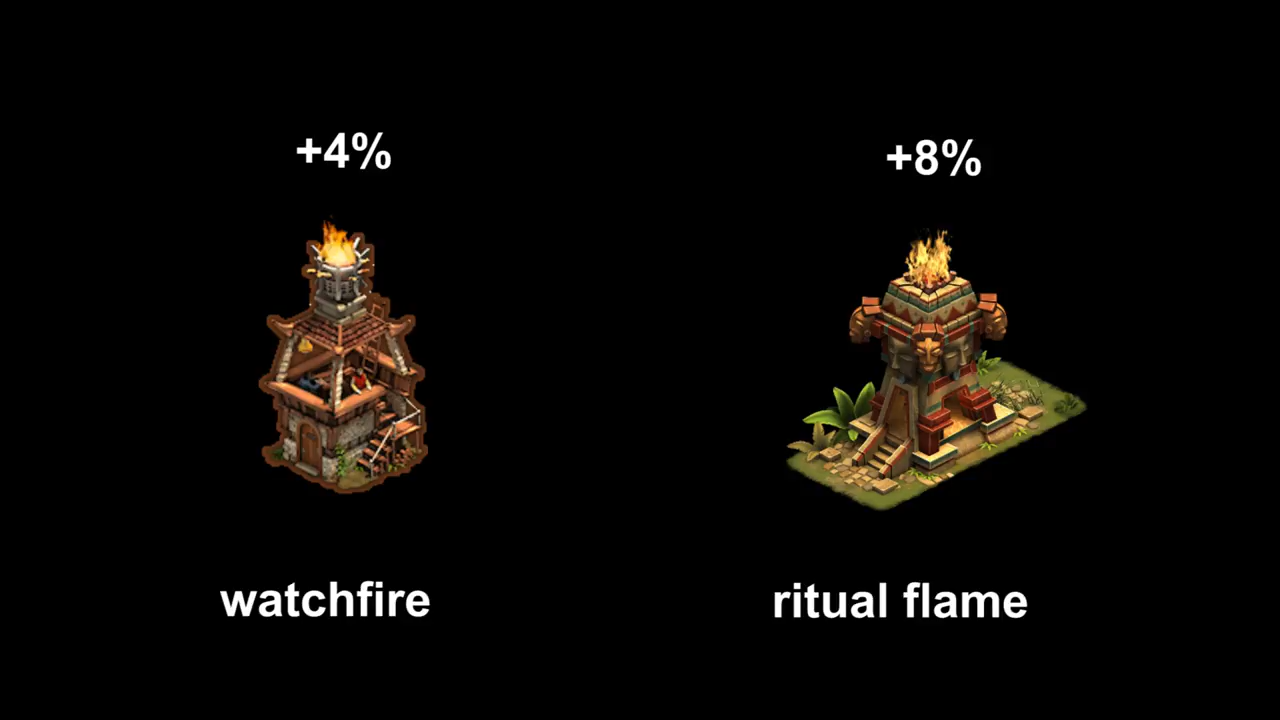 +4%
+8%
watchfire
ritual flame